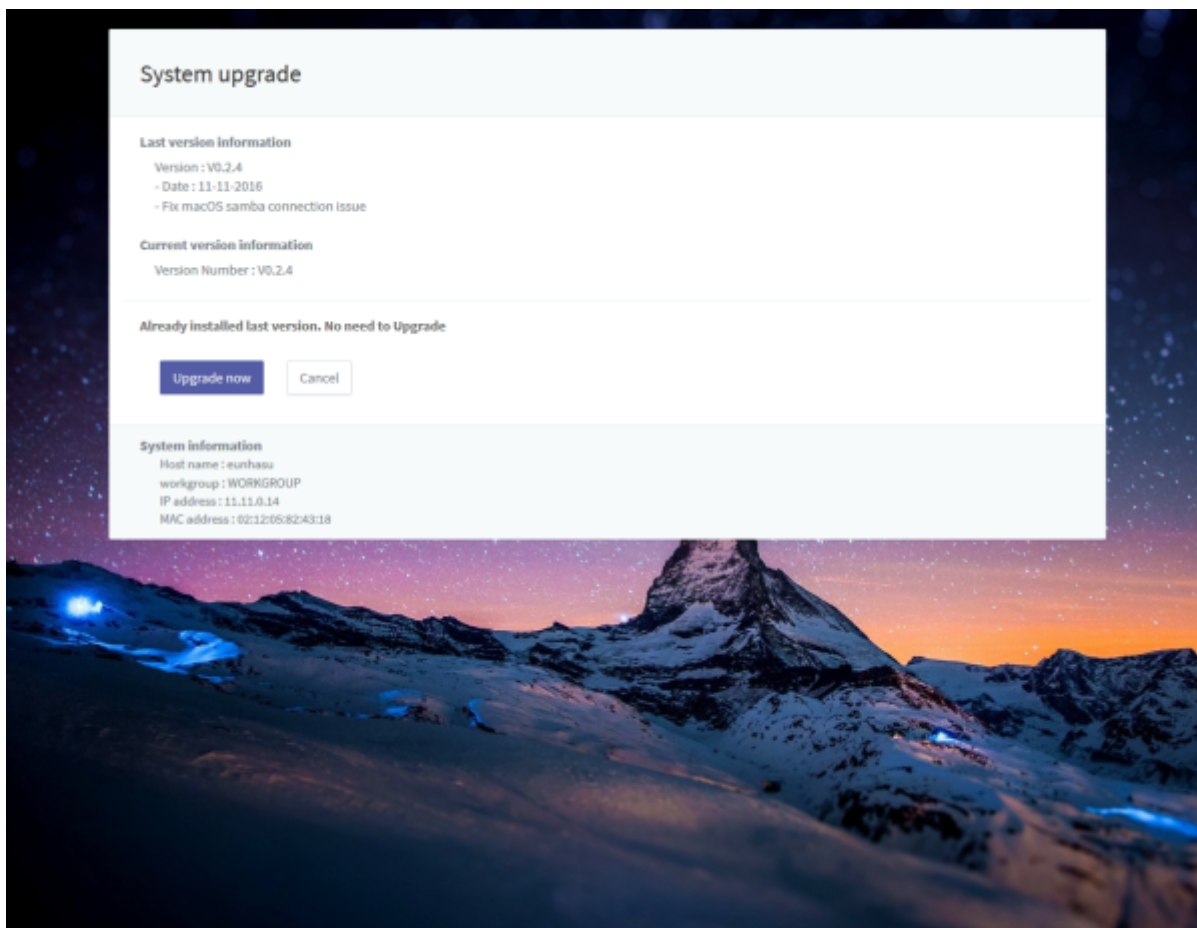 System upgrade
Last version information
Version : V0.2.4
- Date : 11-11-2016
- Fix macOS samba connection issue
Current version information
Version Number : V0.2.4
Already installed last version. No need to Upgrade
Upgrade now
Cancel
System information
Host name : eunhasu
workgroup : WORKGROUP
IP address : 11.11.0.14
MAC address : 02:12:05:82:43:18